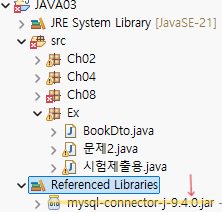 JAVA03
JRE System Library [JavaSE-21]
src
Ch02
Ch04
Ch08
Ex
BookDto.java
문제2.java
시험제출용.java
Referenced Libraries
mysql-connector-j-9.4.0.jar